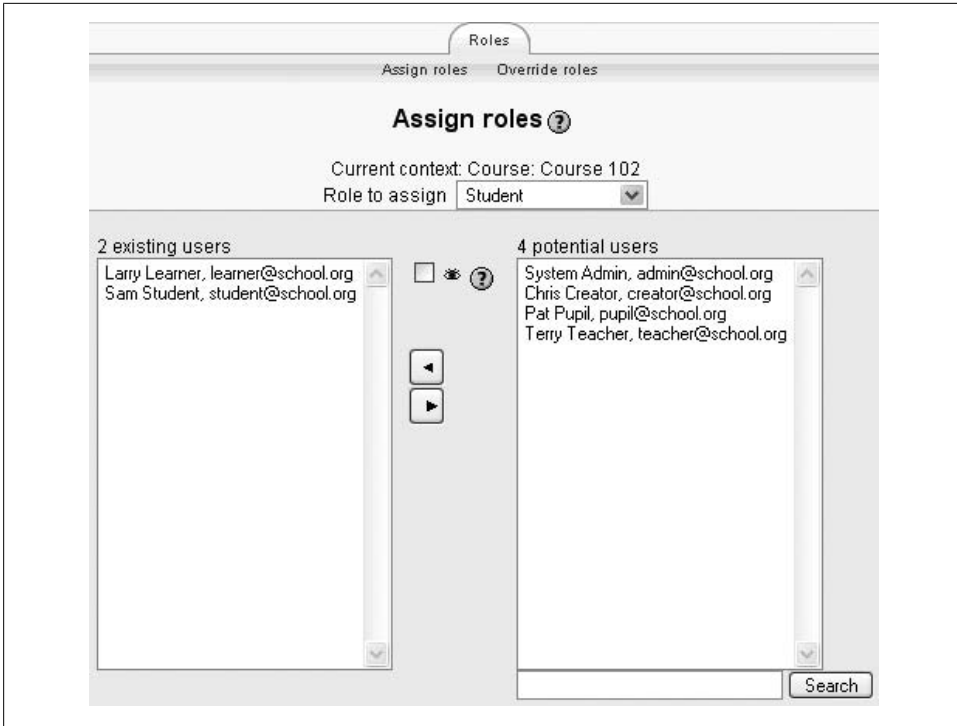 Roles
Assign roles Override roles
Assign roles ?
Current context: Course: Course 102
Role to assign Student
2 existing users
Larry Learner, learner@school.org
Sam Student, student@school.org
?
4 potential users
System Admin, admin@school.org
Chris Creator, creator@school.org
Pat Pupil, pupil@school.org
Terry Teacher, teacher@school.org
Search